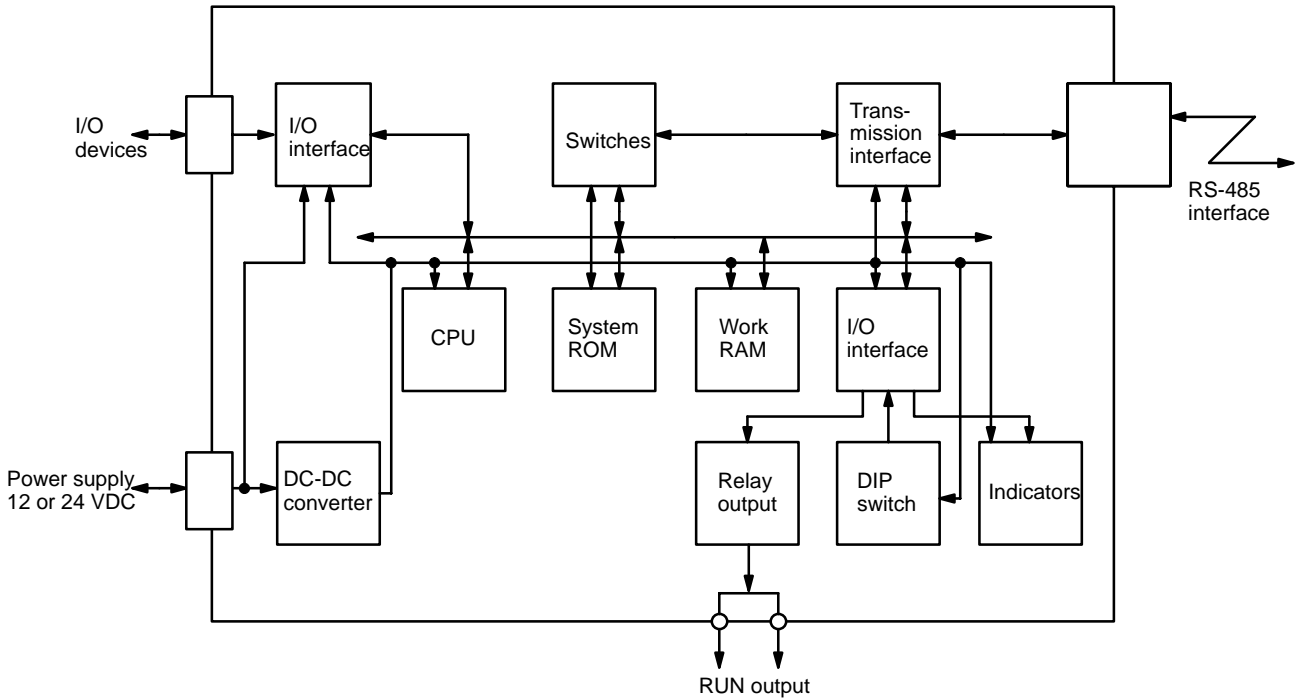 I/O
devices
I/O
interface
Switches
Trans-
mission
interface
RS-485
interface
CPU
System
ROM
Work
RAM
I/O
interface
Power supply
12 or 24 VDC
DC-DC
converter
Relay
output
DIP
switch
Indicators
RUN output